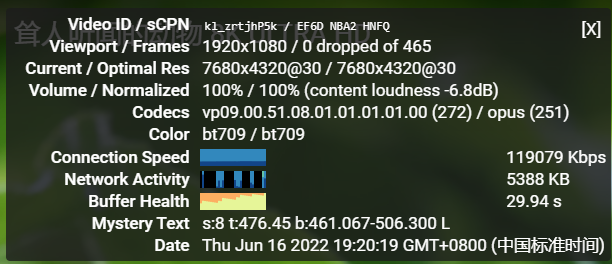 Video ID / sCPN kl_zrtjhP5k / EF6D NBA2 HNFQ [X]
Viewport / Frames 1920x1080 / 0 dropped of 465
Current / Optimal Res 7680x4320@30 / 7680x4320@30
Volume / Normalized 100% / 100% (content loudness -6.8dB)
Codecs vp09.00.51.08.01.01.01.01.00 (272) / opus (251)
Color bt709 / bt709
Connection Speed 119079 Kbps
Network Activity 5388 KB
Buffer Health 29.94 s
Mystery Text s:8 t:476.45 b:461.067-506.300 L
Date Thu Jun 16 2022 19:20:19 GMT+0800 (中国标准时间)